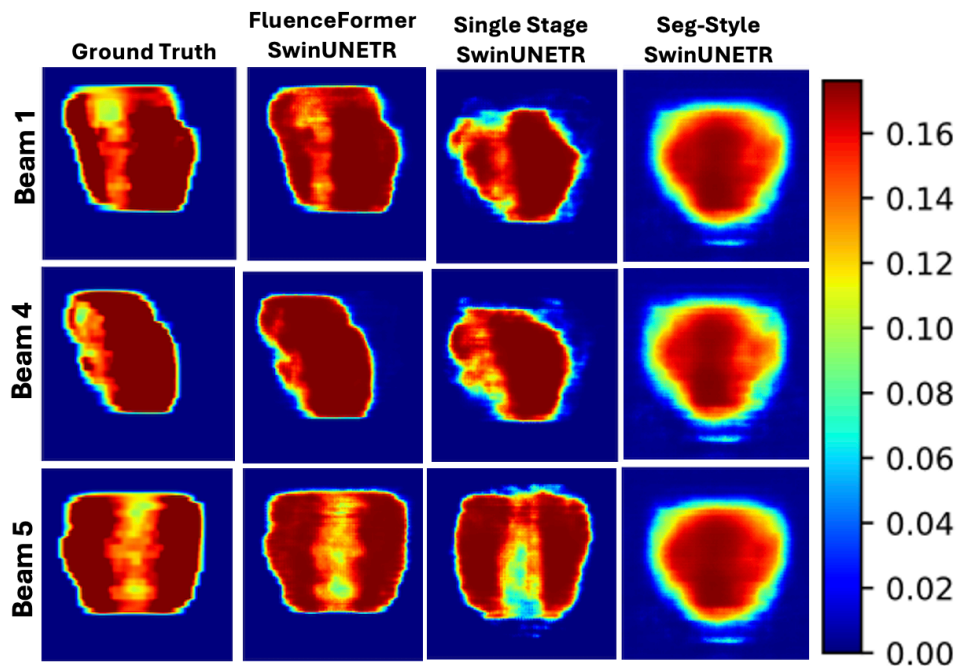 Ground Truth
FluenceFormer
SwinUNETR
Single Stage
SwinUNETR
Seg-Style
SwinUNETR
Beam 1
Beam 4
Beam 5
0.16
0.14
0.12
0.10
0.08
0.06
0.04
0.02
0.00